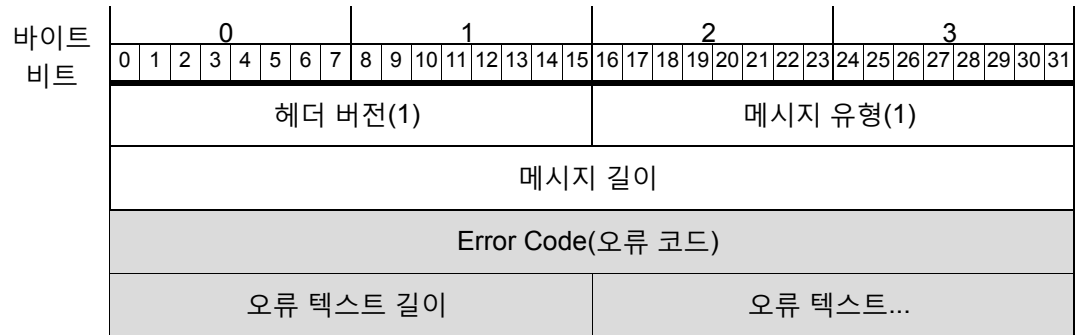 바이트 0 1 2 3
비트 0 1 2 3 4 5 6 7 8 9 10 11 12 13 14 15 16 17 18 19 20 21 22 23 24 25 26 27 28 29 30 31
헤더 버전(1) 메시지 유형(1)
메시지 길이
Error Code(오류 코드)
오류 텍스트 길이 오류 텍스트...